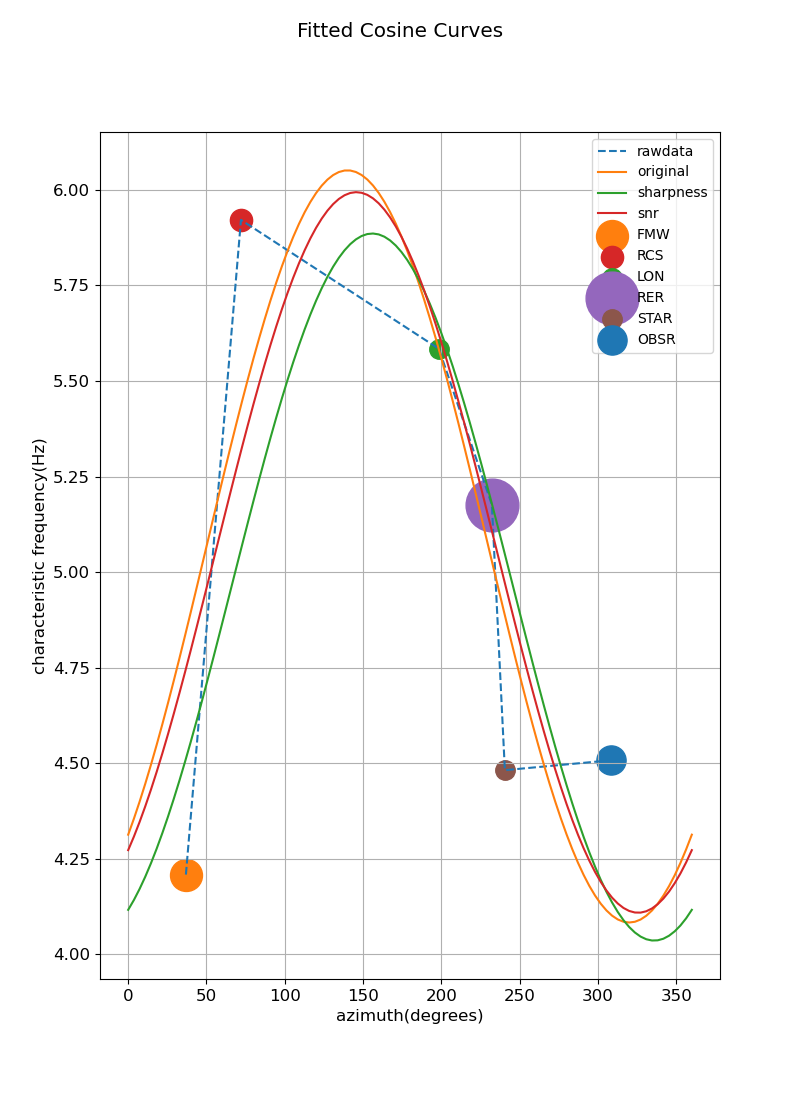 Fitted Cosine Curves
rawdata
original
sharpness
snr
FMW
RCS
LON
RER
STAR
OBSR
characteristic frequency(Hz)
6.00
5.75
5.50
5.25
5.00
4.75
4.50
4.25
4.00
0 50 100 150 200 250 300 350
azimuth(degrees)